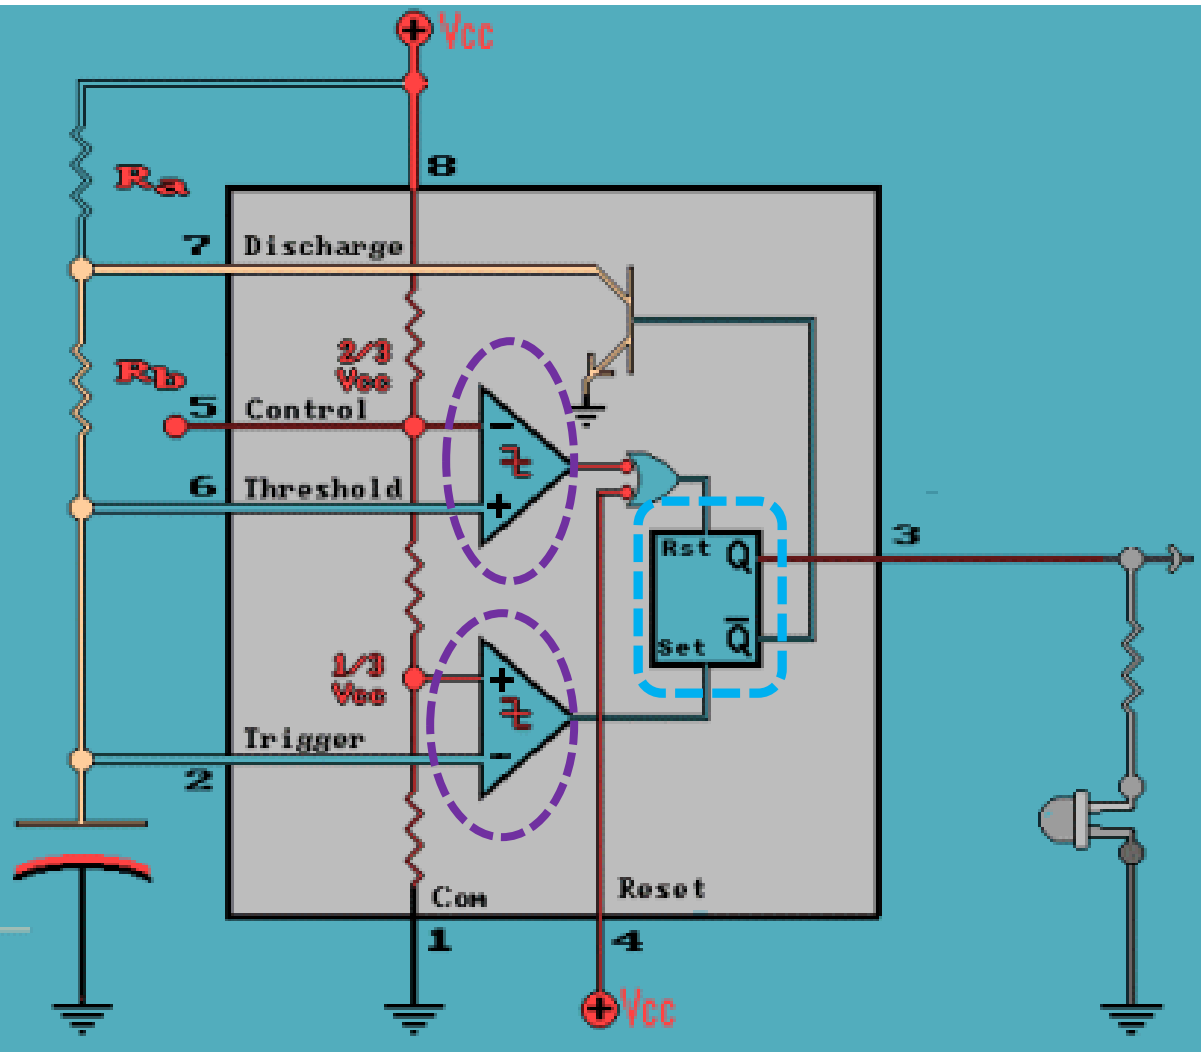 Vcc
8
Ra
7
Discharge
2/3
Vcc
Rb
5
Control
6
Threshold
3
Rst Q
Set Q̅
1/3
Vcc
Trigger
2
Com
Reset
1
4
Vcc